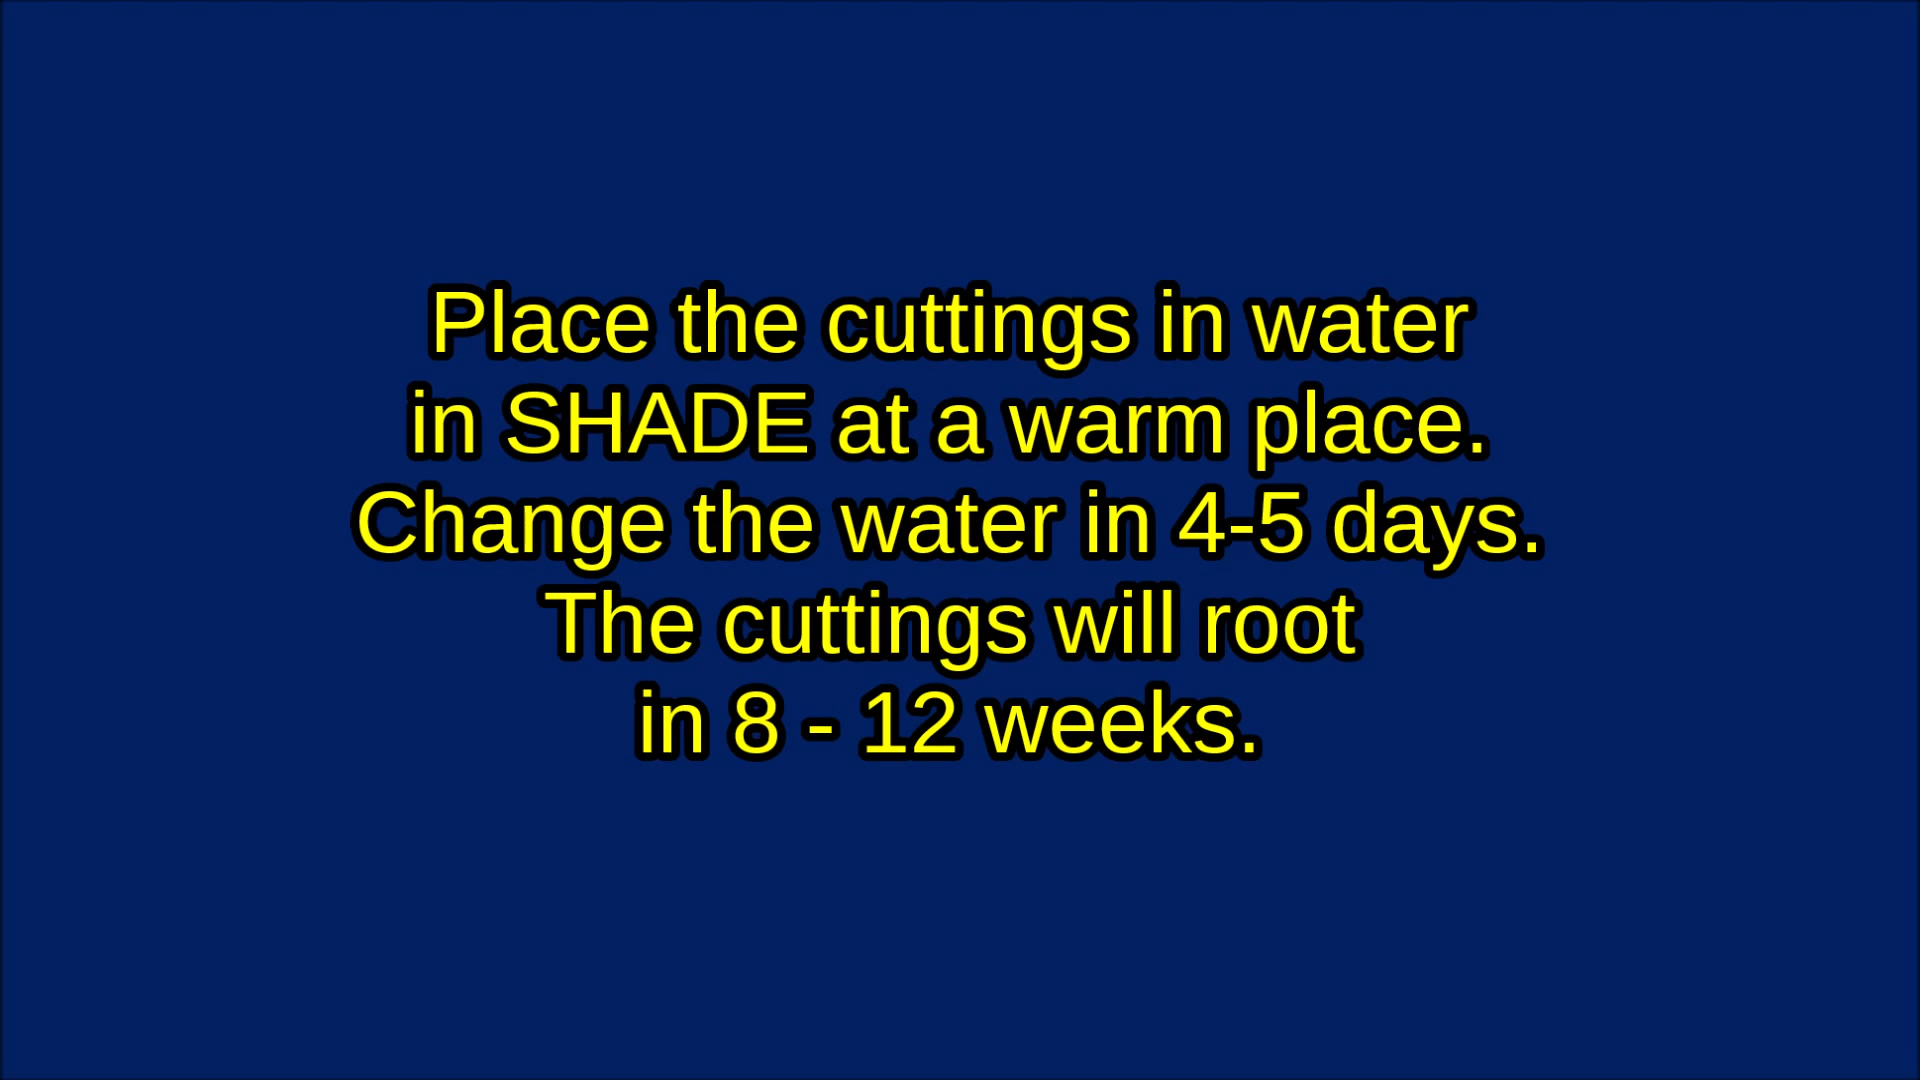 Place the cuttings in water
in SHADE at a warm place.
Change the water in 4-5 days.
The cuttings will root
in 8 - 12 weeks.